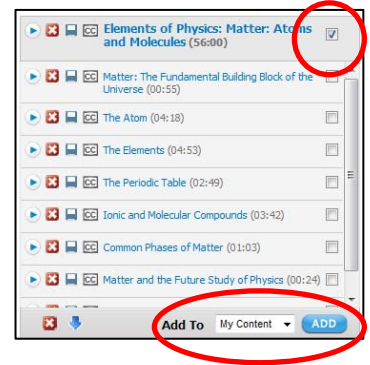 CC Elements of Physics: Matter: Atoms
and Molecules (56:00)
CC Matter: The Fundamental Building Block of the
Universe (00:55)
CC The Atom (04:18)
CC The Elements (04:53)
CC The Periodic Table (02:49)
CC Ionic and Molecular Compounds (03:42)
CC Common Phases of Matter (01:03)
CC Matter and the Future Study of Physics (00:24)
Add To My Content ADD